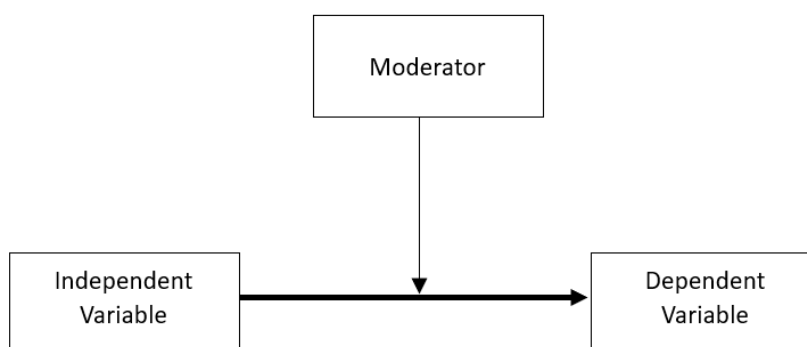 Moderator
Independent
Variable
Dependent
Variable